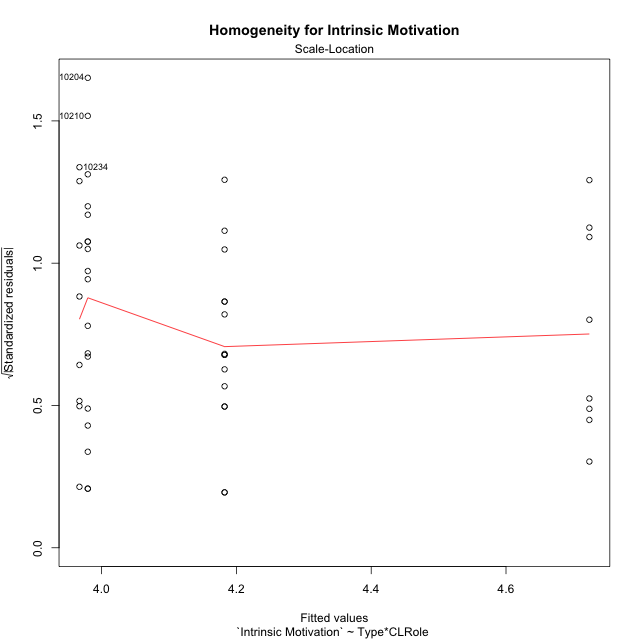 Homogeneity for Intrinsic Motivation
Scale-Location
10204
10210
10234
1.5
1.0
0.5
0.0
√|Standardized residuals|
4.0 4.2 4.4 4.6
Fitted values
`Intrinsic Motivation` ~ Type*CLRole